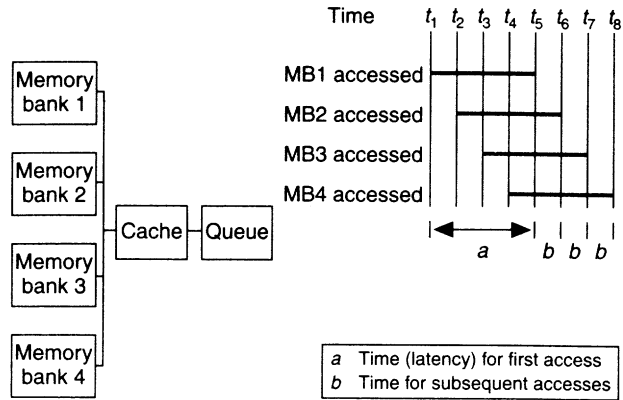 Time t1 t2 t3 t4 t5 t6 t7 t8
MB1 accessed
MB2 accessed
MB3 accessed
MB4 accessed
a b b b
Memory
bank 1
Memory
bank 2
Memory
bank 3
Memory
bank 4
Cache
Queue
a Time (latency) for first access
b Time for subsequent accesses